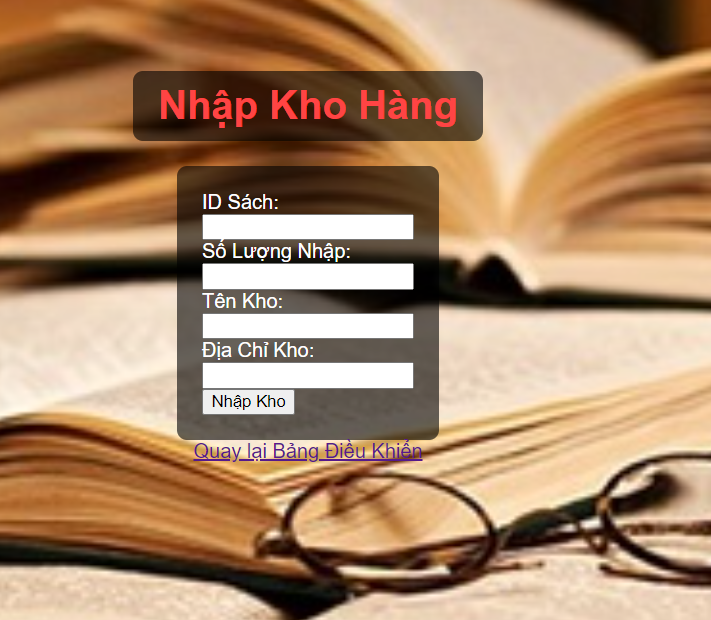 Nhập Kho Hàng
ID Sách:
Số Lượng Nhập:
Tên Kho:
Địa Chỉ Kho:
Nhập Kho
Quay lại Bảng Điều Khiển